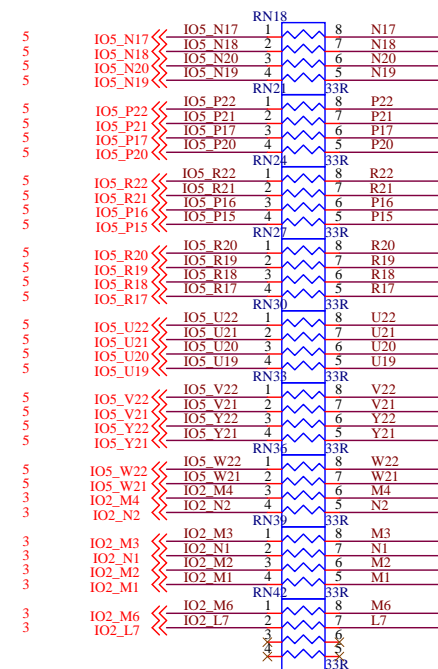 RN18
5 IO5_N17 IO5_N17 1 8 N17
5 IO5_N18 IO5_N18 2 7 N18
5 IO5_N20 IO5_N20 3 6 N20
5 IO5_N19 IO5_N19 4 5 N19
RN21 33R
5 IO5_P22 IO5_P22 1 8 P22
5 IO5_P21 IO5_P21 2 7 P21
5 IO5_P17 IO5_P17 3 6 P17
5 IO5_P20 IO5_P20 4 5 P20
RN24 33R
5 IO5_R22 IO5_R22 1 8 R22
5 IO5_R21 IO5_R21 2 7 R21
5 IO5_P16 IO5_P16 3 6 P16
5 IO5_P15 IO5_P15 4 5 P15
RN27 33R
5 IO5_R20 IO5_R20 1 8 R20
5 IO5_R19 IO5_R19 2 7 R19
5 IO5_R18 IO5_R18 3 6 R18
5 IO5_R17 IO5_R17 4 5 R17
RN30 33R
5 IO5_U22 IO5_U22 1 8 U22
5 IO5_U21 IO5_U21 2 7 U21
5 IO5_U20 IO5_U20 3 6 U20
5 IO5_U19 IO5_U19 4 5 U19
RN33 33R
5 IO5_V22 IO5_V22 1 8 V22
5 IO5_V21 IO5_V21 2 7 V21
5 IO5_Y22 IO5_Y22 3 6 Y22
5 IO5_Y21 IO5_Y21 4 5 Y21
RN36 33R
5 IO5_W22 IO5_W22 1 8 W22
5 IO5_W21 IO5_W21 2 7 W21
3 IO2_M4 IO2_M4 3 6 M4
3 IO2_N2 IO2_N2 4 5 N2
RN39 33R
3 IO2_M3 IO2_M3 1 8 M3
3 IO2_N1 IO2_N1 2 7 N1
3 IO2_M2 IO2_M2 3 6 M2
3 IO2_M1 IO2_M1 4 5 M1
RN42 33R
3 IO2_M6 IO2_M6 1 8 M6
3 IO2_L7 IO2_L7 2 7 L7
3 6
4 5
33R